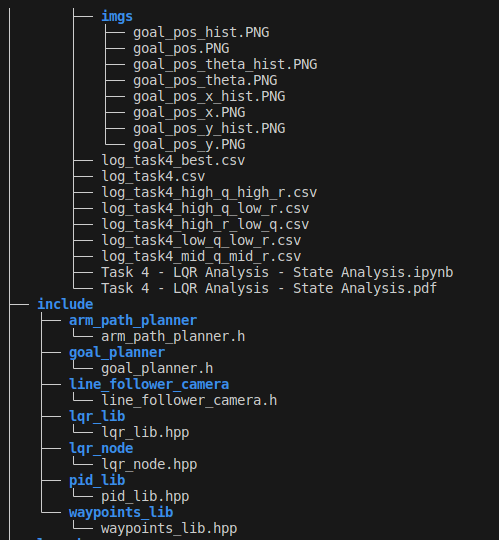 imgs
goal_pos_hist.PNG
goal_pos.PNG
goal_pos_theta_hist.PNG
goal_pos_theta.PNG
goal_pos_x_hist.PNG
goal_pos_x.PNG
goal_pos_y_hist.PNG
goal_pos_y.PNG
log_task4_best.csv
log_task4.csv
log_task4_high_q_high_r.csv
log_task4_high_q_low_r.csv
log_task4_high_r_low_q.csv
log_task4_low_q_low_r.csv
log_task4_mid_q_mid_r.csv
Task 4 - LQR Analysis - State Analysis.ipynb
Task 4 - LQR Analysis - State Analysis.pdf
include
arm_path_planner
arm_path_planner.h
goal_planner
goal_planner.h
line_follower_camera
line_follower_camera.h
lqr_lib
lqr_lib.hpp
lqr_node
lqr_node.hpp
pid_lib
pid_lib.hpp
waypoints_lib
waypoints_lib.hpp